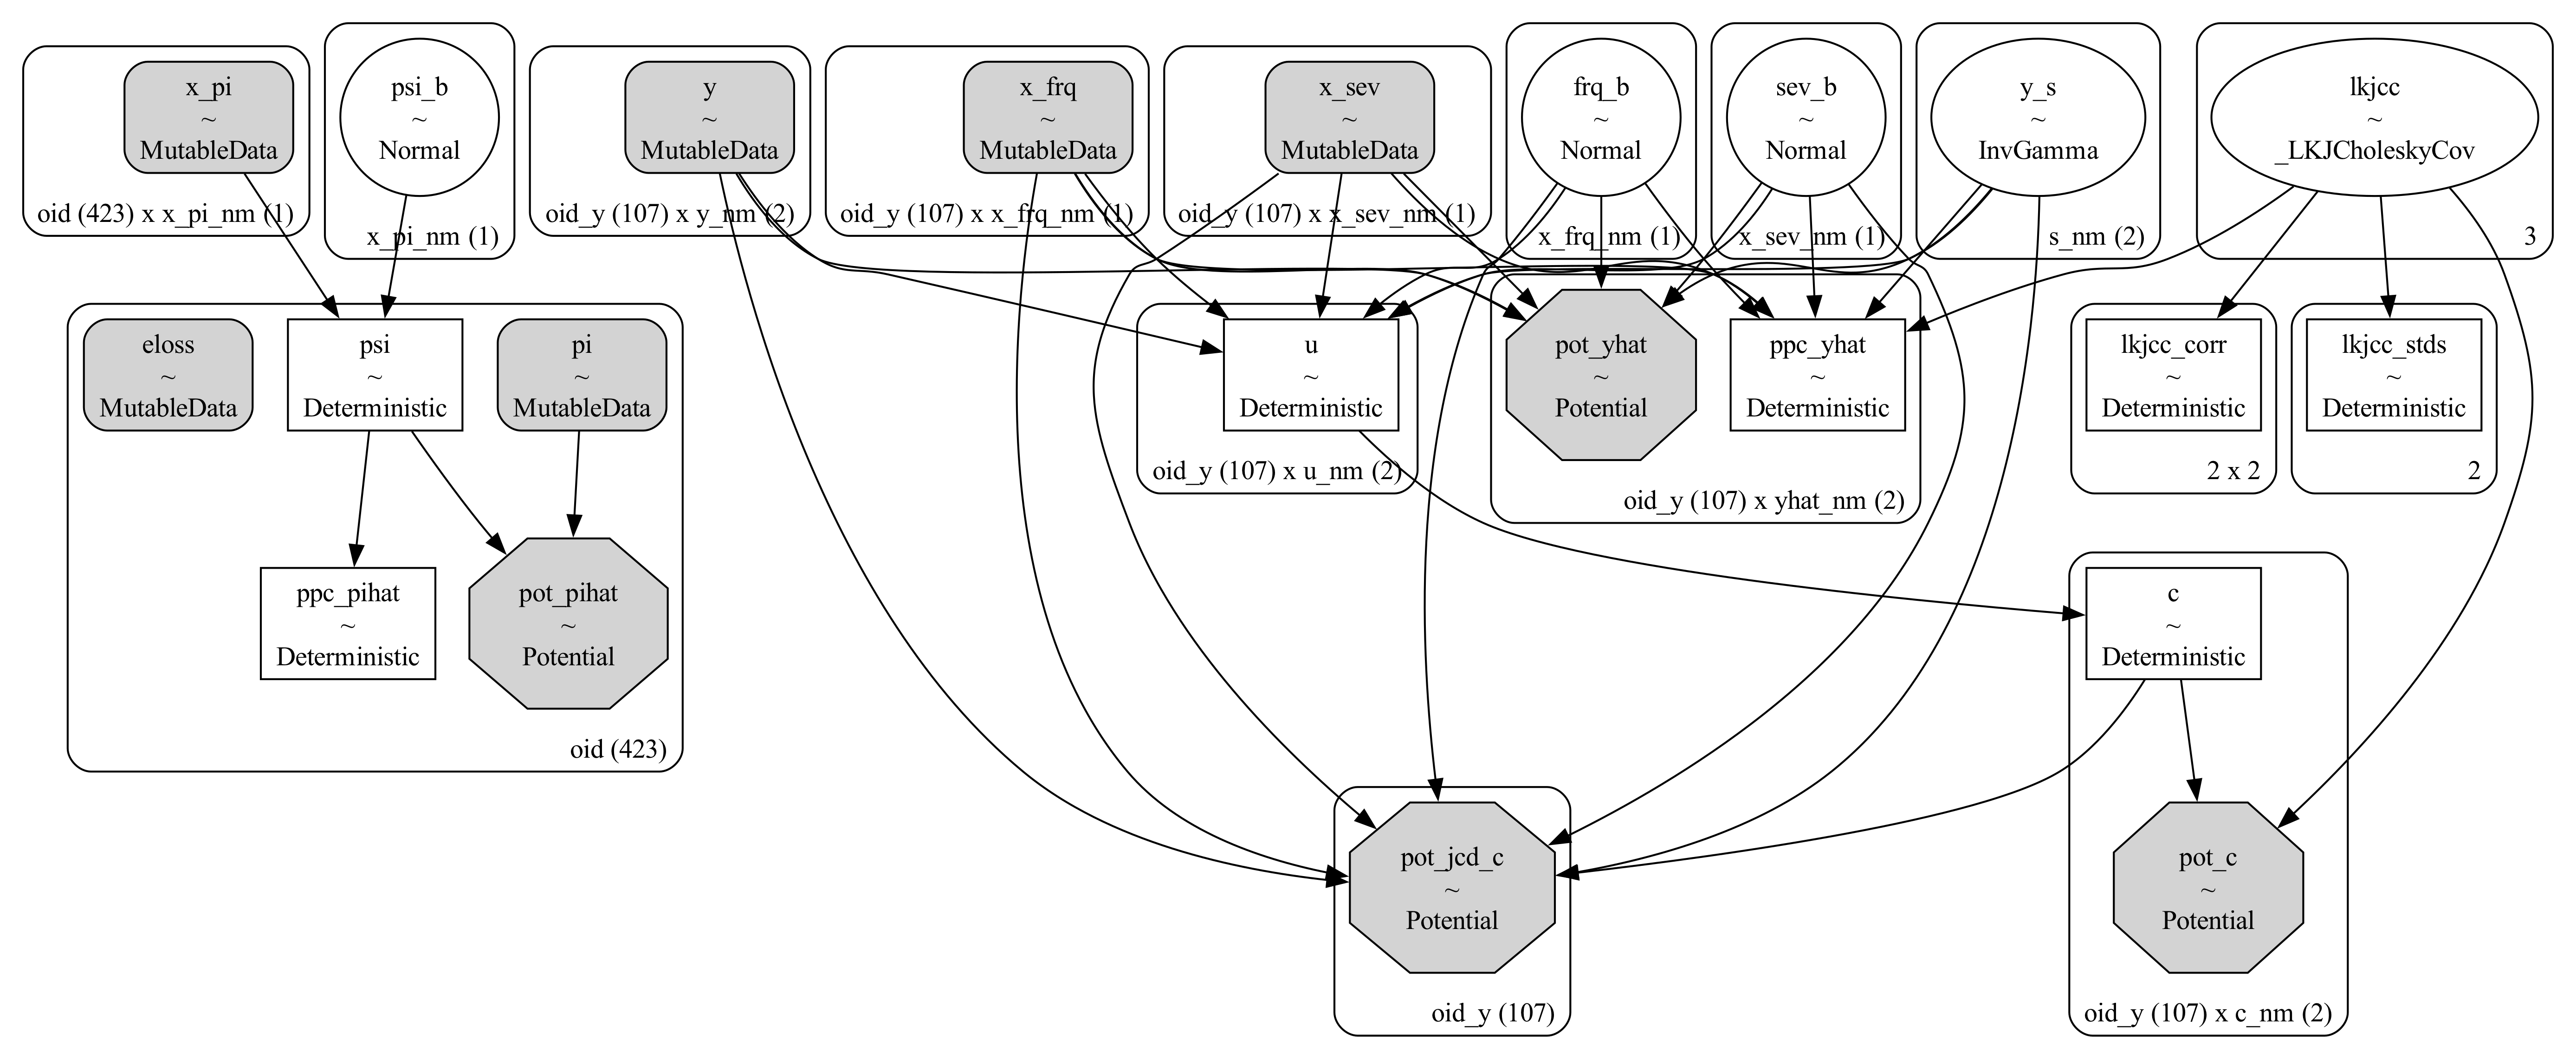 x_pi
~
MutableData
oid (423) x x_pi_nm (1)
psi_b
~
Normal
x_pi_nm (1)
y
~
MutableData
oid_y (107) x y_nm (2)
x_frq
~
MutableData
oid_y (107) x x_frq_nm (1)
x_sev
~
MutableData
oid_y (107) x x_sev_nm (1)
frq_b
~
Normal
x_frq_nm (1)
sev_b
~
Normal
x_sev_nm (1)
y_s
~
InvGamma
s_nm (2)
lkjcc
~
_LKJCholeskyCov
3
eloss
~
MutableData
psi
~
Deterministic
pi
~
MutableData
ppc_pihat
~
Deterministic
pot_pihat
~
Potential
oid (423)
u
~
Deterministic
oid_y (107) x u_nm (2)
pot_yhat
~
Potential
ppc_yhat
~
Deterministic
oid_y (107) x yhat_nm (2)
lkjcc_corr
~
Deterministic
2 x 2
lkjcc_stds
~
Deterministic
2
c
~
Deterministic
pot_c
~
Potential
oid_y (107) x c_nm (2)
pot_jcd_c
~
Potential
oid_y (107)